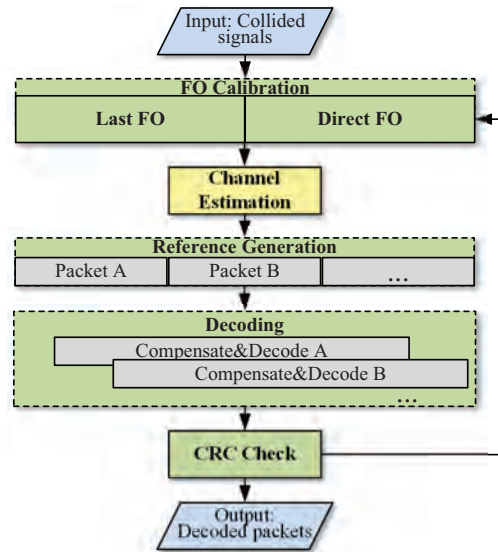 Input: Collided
signals
FO Calibration
Last FO
Direct FO
Channel
Estimation
Reference Generation
Packet A
Packet B
...
Decoding
Compensate&Decode A
Compensate&Decode B
...
CRC Check
Output:
Decoded packets